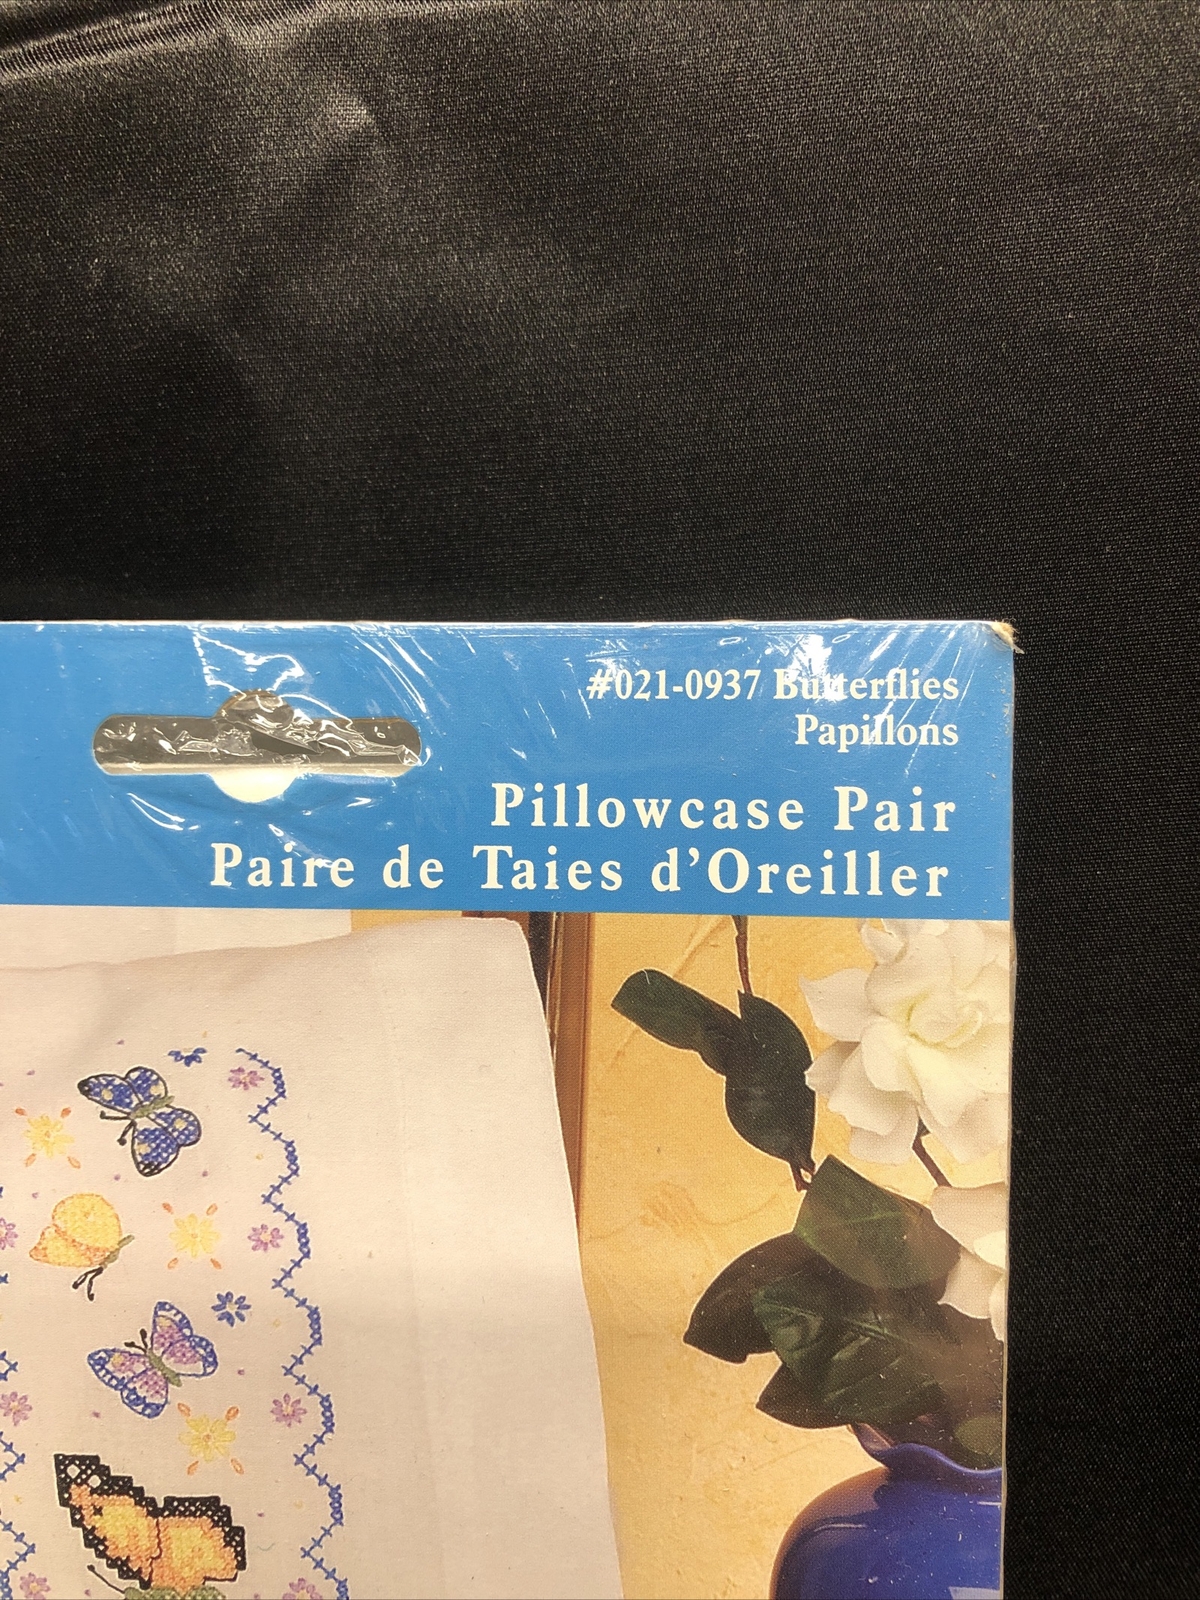 #021-0937 Butterflies
Papillons
Pillowcase Pair
Paire de Taies d'Oreiller